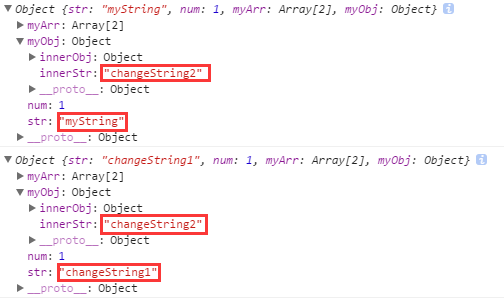 ▼Object {str: "myString", num: 1, myArr: Array[2], myObj: Object} i
▶myArr: Array[2]
▼myObj: Object
▶innerObj: Object
innerStr: "changeString2"
▶__proto__: Object
num: 1
str: "myString"
▶__proto__: Object
▼Object {str: "changeString1", num: 1, myArr: Array[2], myObj: Object} i
▶myArr: Array[2]
▼myObj: Object
▶innerObj: Object
innerStr: "changeString2"
▶__proto__: Object
num: 1
str: "changeString1"
▶__proto__: Object